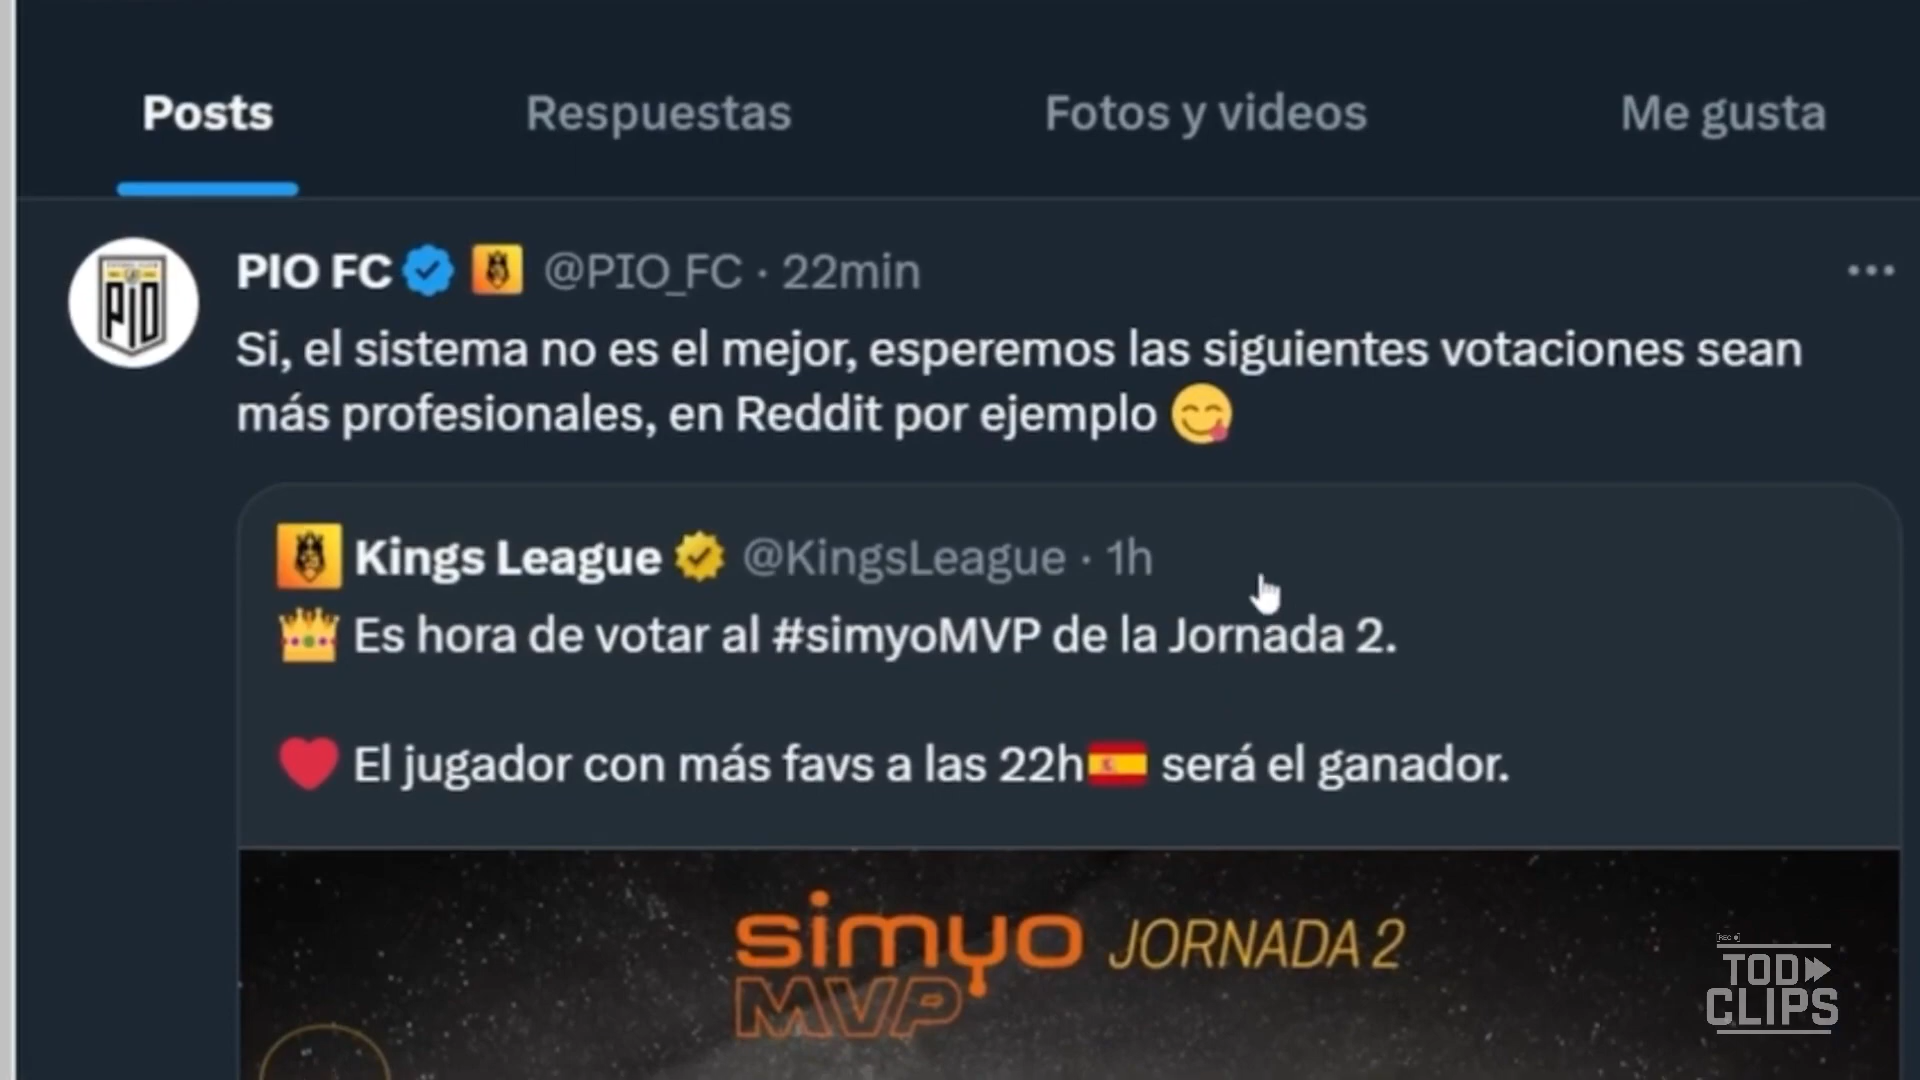 Posts Respuestas Fotos y videos Me gusta
PIO
PIO FC @PIO_FC · 22min
Si, el sistema no es el mejor, esperemos las siguientes votaciones sean
más profesionales, en Reddit por ejemplo 😋
Kings League @KingsLeague · 1h
👑 Es hora de votar al #simyoMVP de la Jornada 2.
❤️ El jugador con más favs a las 22h🇪🇸 será el ganador.
simyo JORNADA 2
MVP
REC
TOD
CLIPS